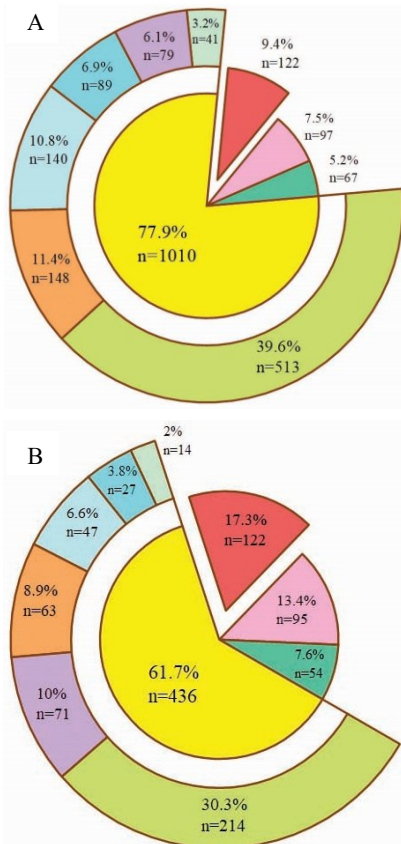 A
3.2%
n=41
6.1%
n=79
6.9%
n=89
10.8%
n=140
11.4%
n=148
9.4%
n=122
7.5%
n=97
5.2%
n=67
77.9%
n=1010
39.6%
n=513
B
2%
n=14
3.8%
n=27
6.6%
n=47
8.9%
n=63
10%
n=71
17.3%
n=122
13.4%
n=95
7.6%
n=54
61.7%
n=436
30.3%
n=214